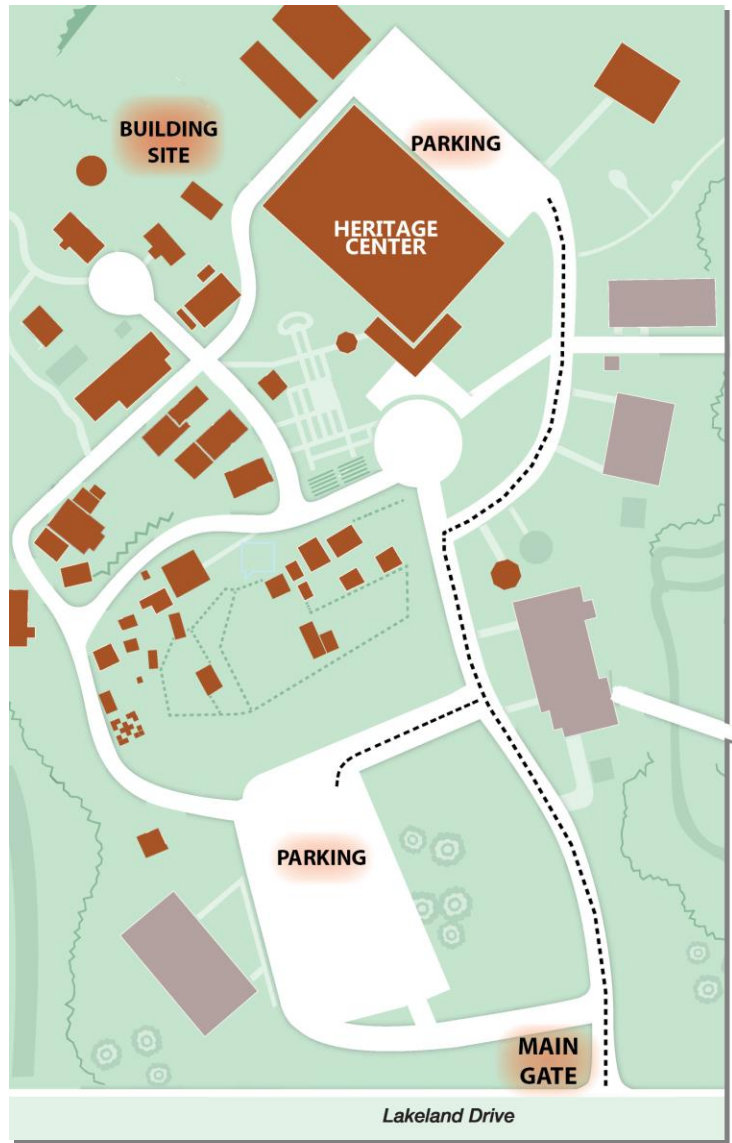 BUILDING
SITE
PARKING
HERITAGE
CENTER
PARKING
MAIN
GATE
Lakeland Drive